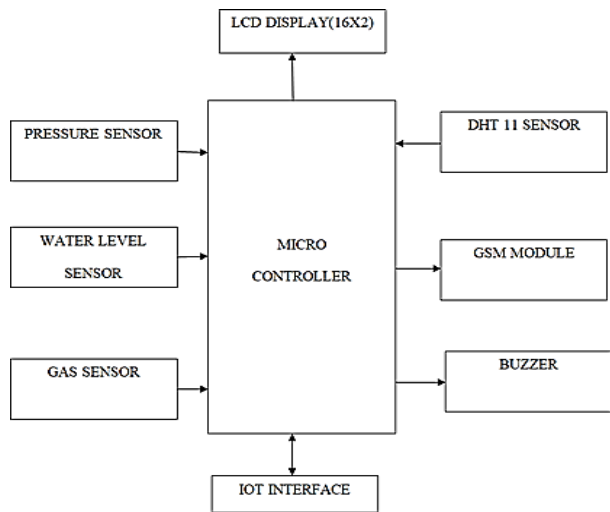 LCD DISPLAY(16X2)
PRESSURE SENSOR
DHT 11 SENSOR
WATER LEVEL
SENSOR
MICRO
CONTROLLER
GSM MODULE
GAS SENSOR
BUZZER
IOT INTERFACE